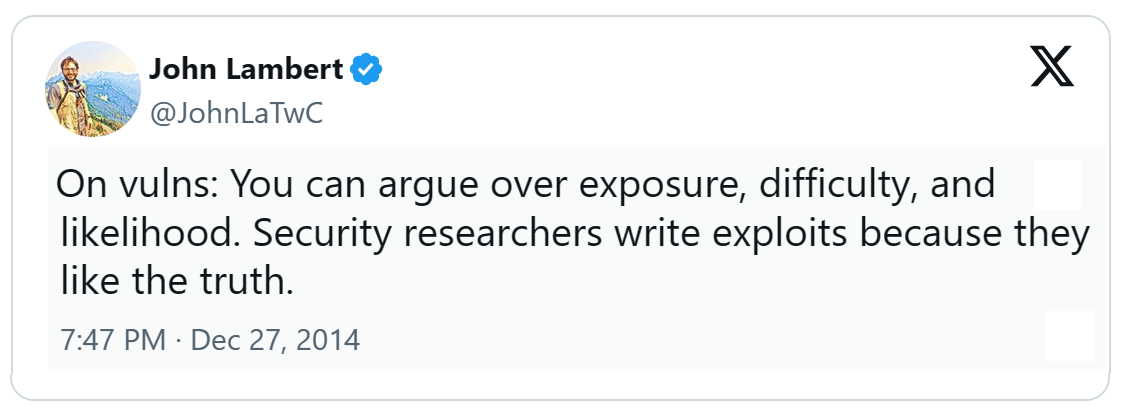 John Lambert
@JohnLaTwC
On vulns: You can argue over exposure, difficulty, and
likelihood. Security researchers write exploits because they
like the truth.
7:47 PM · Dec 27, 2014